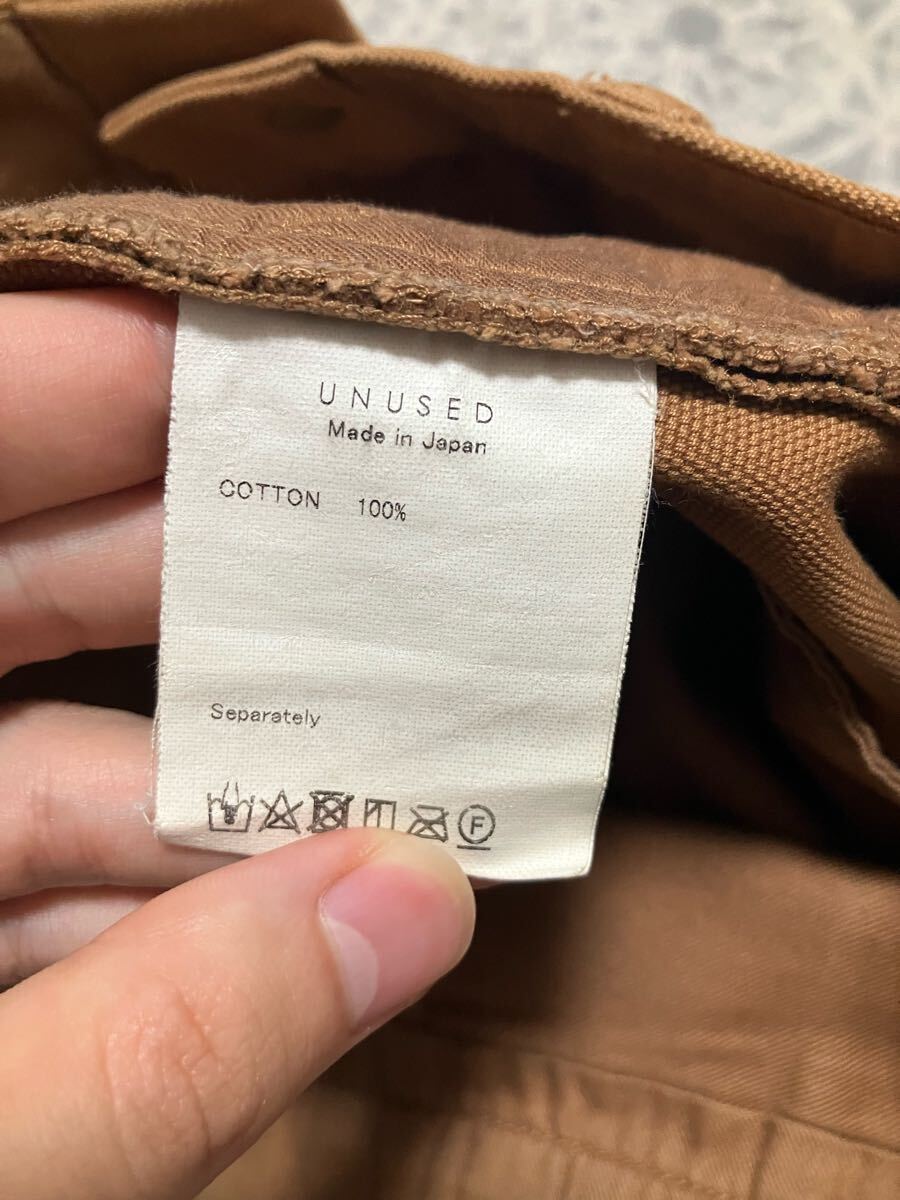 UNUSED
Made in Japan
COTTON 100%
Separately
F